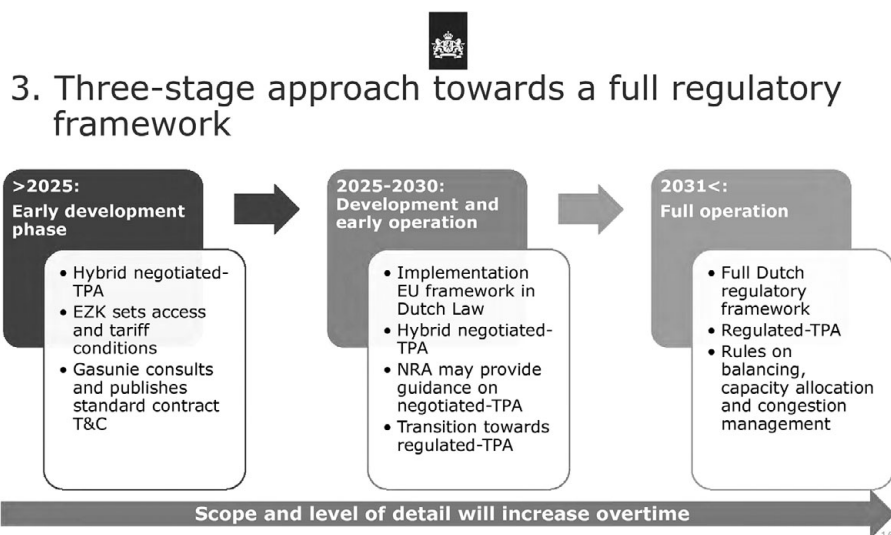 3. Three-stage approach towards a full regulatory
framework
>2025:
Early development
phase
• Hybrid negotiated-
TPA
• EZK sets access
and tariff
conditions
• Gasunie consults
and publishes
standard contract
T&C
2025-2030:
Development and
early operation
• Implementation
EU framework in
Dutch Law
• Hybrid negotiated-
TPA
• NRA may provide
guidance on
negotiated-TPA
• Transition towards
regulated-TPA
2031<:
Full operation
• Full Dutch
regulatory
framework
• Regulated-TPA
• Rules on
balancing,
capacity allocation
and congestion
management
Scope and level of detail will increase overtime